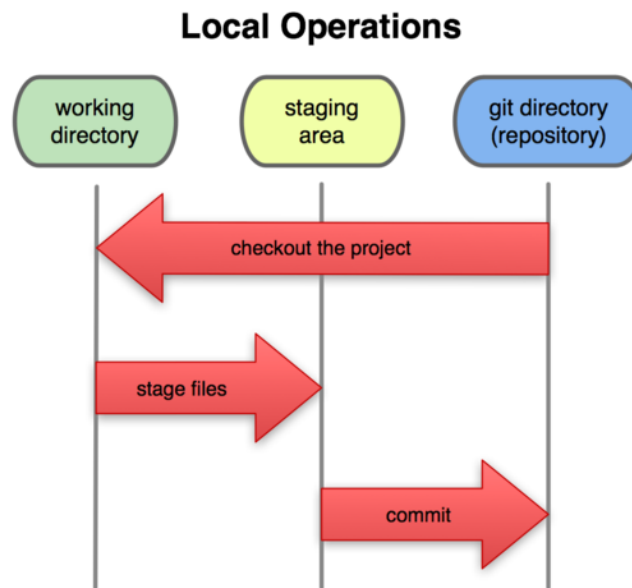 Local Operations
working
directory
staging
area
git directory
(repository)
checkout the project
stage files
commit